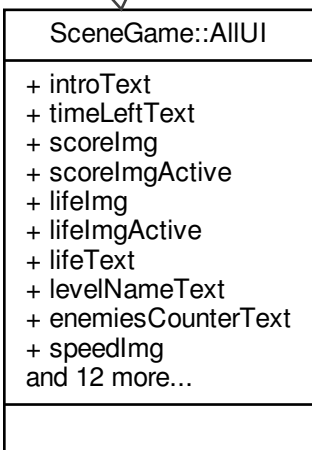 SceneGame::AllUI
+ introText
+ timeLeftText
+ scoreImg
+ scoreImgActive
+ lifeImg
+ lifeImgActive
+ lifeText
+ levelNameText
+ enemiesCounterText
+ speedImg
and 12 more...